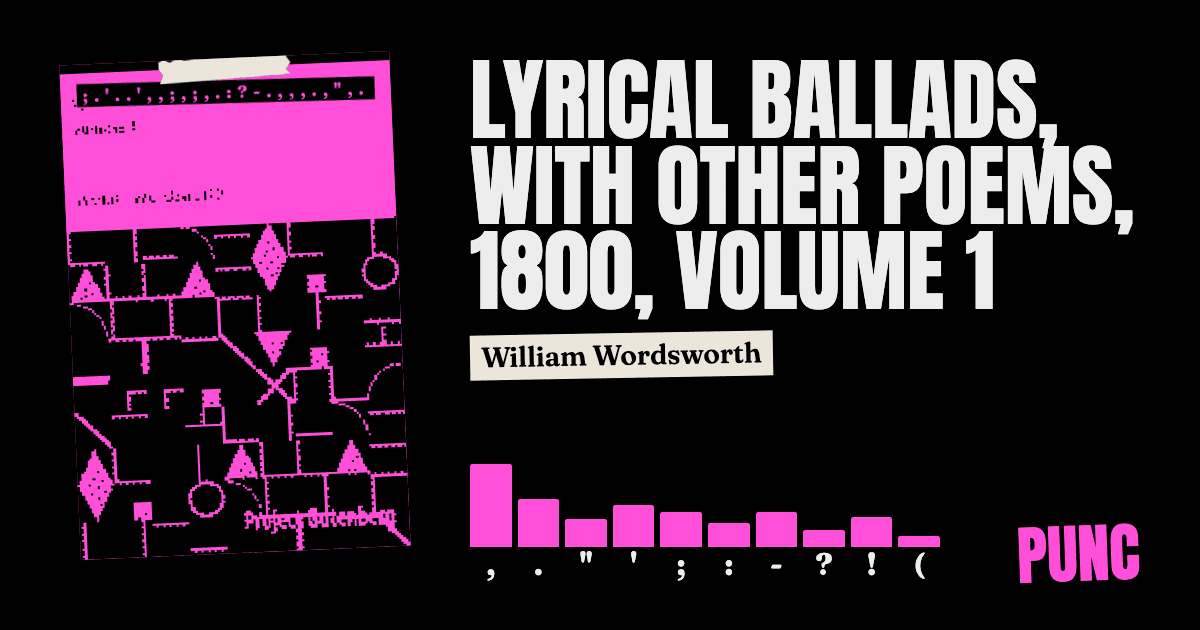 ;.'..',,;,;,.:?-.,,,.,",.
Project Gutenberg
LYRICAL BALLADS,
WITH OTHER POEMS,
1800, VOLUME 1
William Wordsworth
, . " ' ; : - ? ! (
PUNC